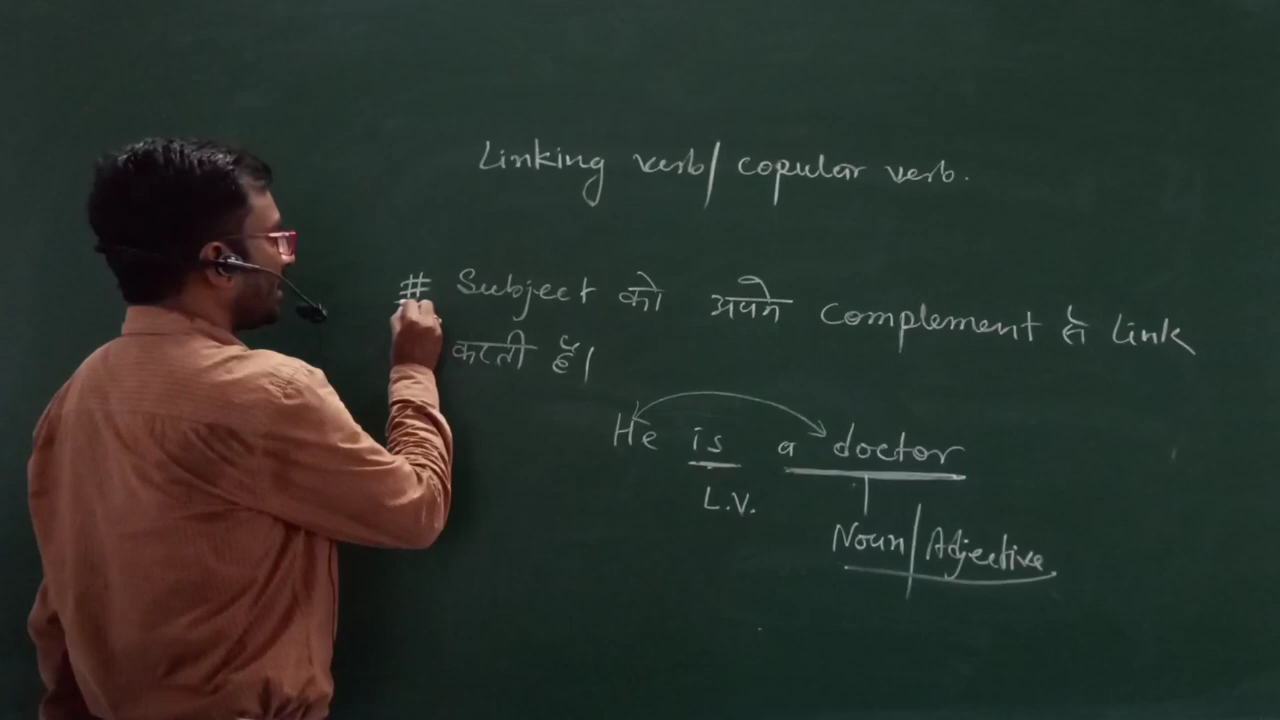 Linking verb/ copular verb.
# Subject को अपने complement से link
करती हैं।
He is a doctor
L.V.
Noun/Adjective